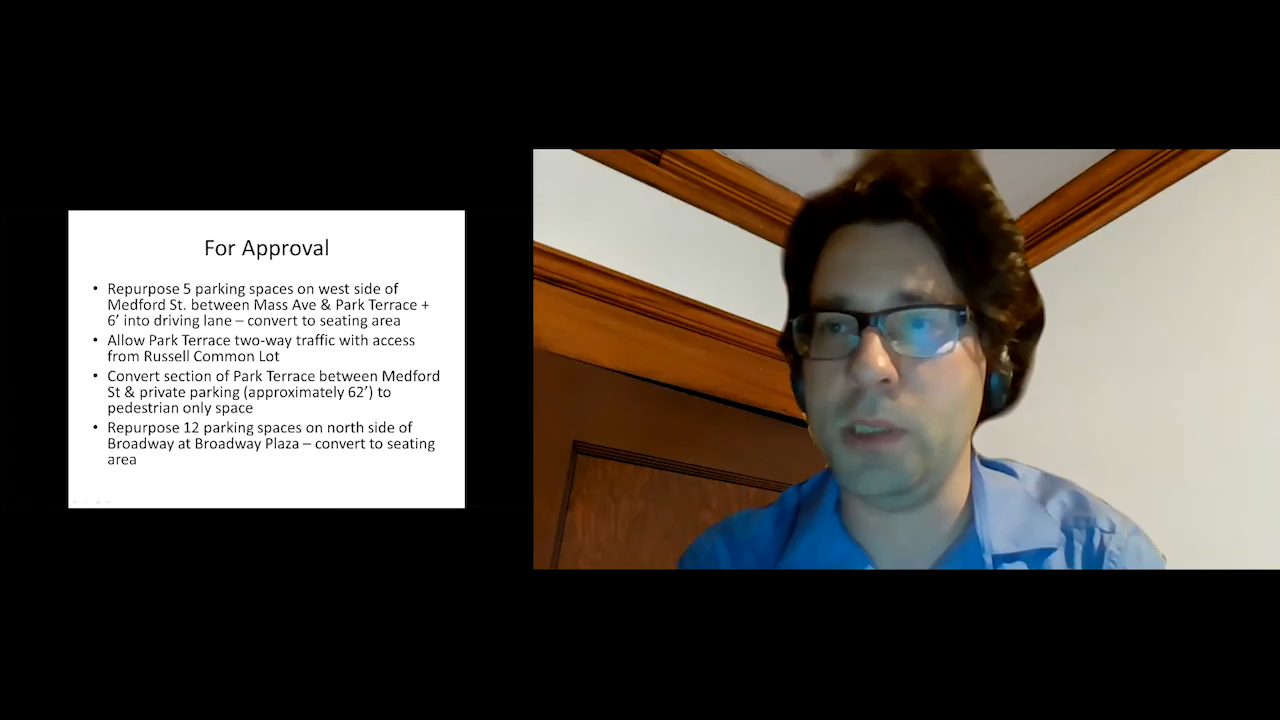 For Approval
• Repurpose 5 parking spaces on west side of
Medford St. between Mass Ave & Park Terrace +
6’ into driving lane – convert to seating area
• Allow Park Terrace two-way traffic with access
from Russell Common Lot
• Convert section of Park Terrace between Medford
St & private parking (approximately 62’) to
pedestrian only space
• Repurpose 12 parking spaces on north side of
Broadway at Broadway Plaza – convert to seating
area